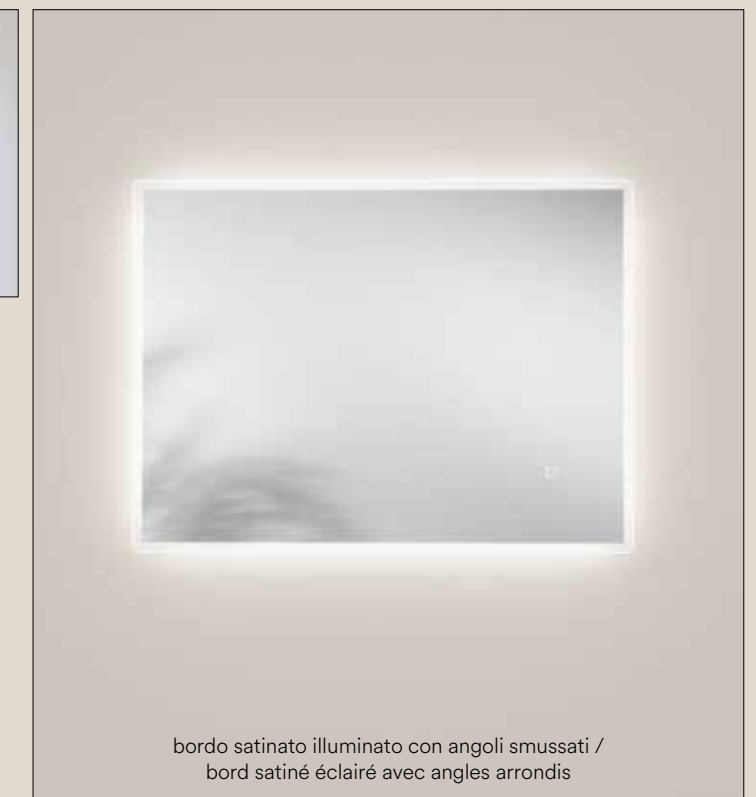 bordo satinato illuminato con angoli smussati /
bord satiné éclairé avec angles arrondis